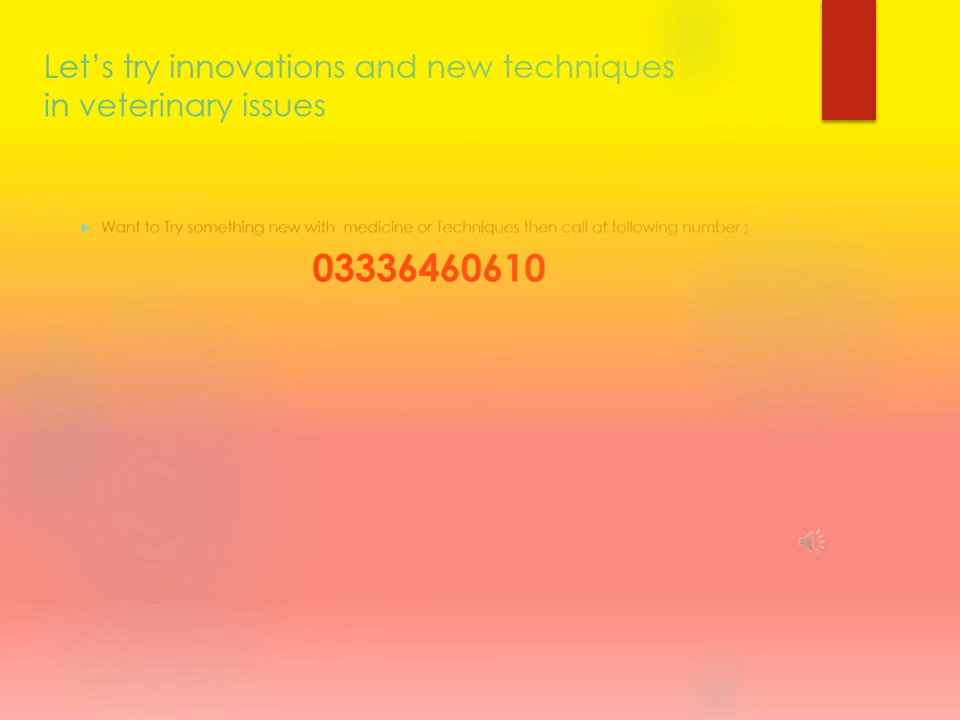 Let’s try innovations and new techniques
in veterinary issues
Want to Try something new with  medicine or Techniques then call at following number ;
03336460610